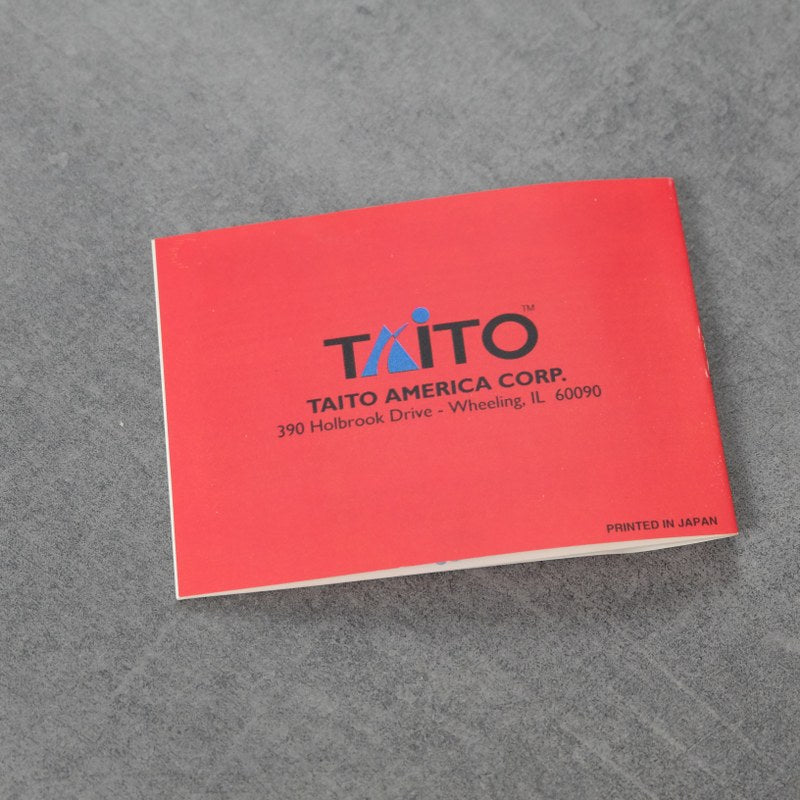 TAITO™
TAITO AMERICA CORP.
390 Holbrook Drive - Wheeling, IL 60090
PRINTED IN JAPAN